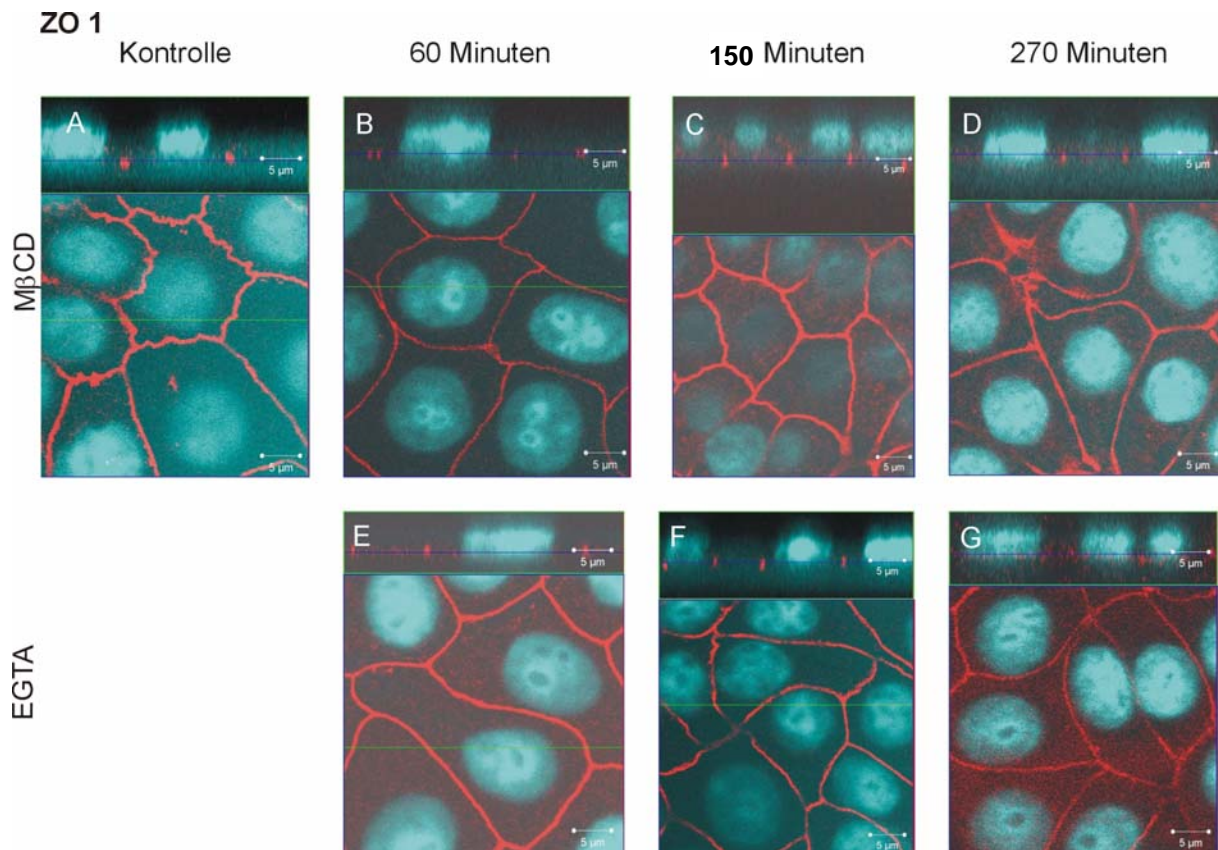 ZO 1
Kontrolle
60 Minuten
150 Minuten
270 Minuten
MβCD
A
5 µm
5 µm
B
5 µm
5 µm
C
5 µm
5 µm
D
5 µm
5 µm
EGTA
E
5 µm
5 µm
F
5 µm
5 µm
G
5 µm
5 µm